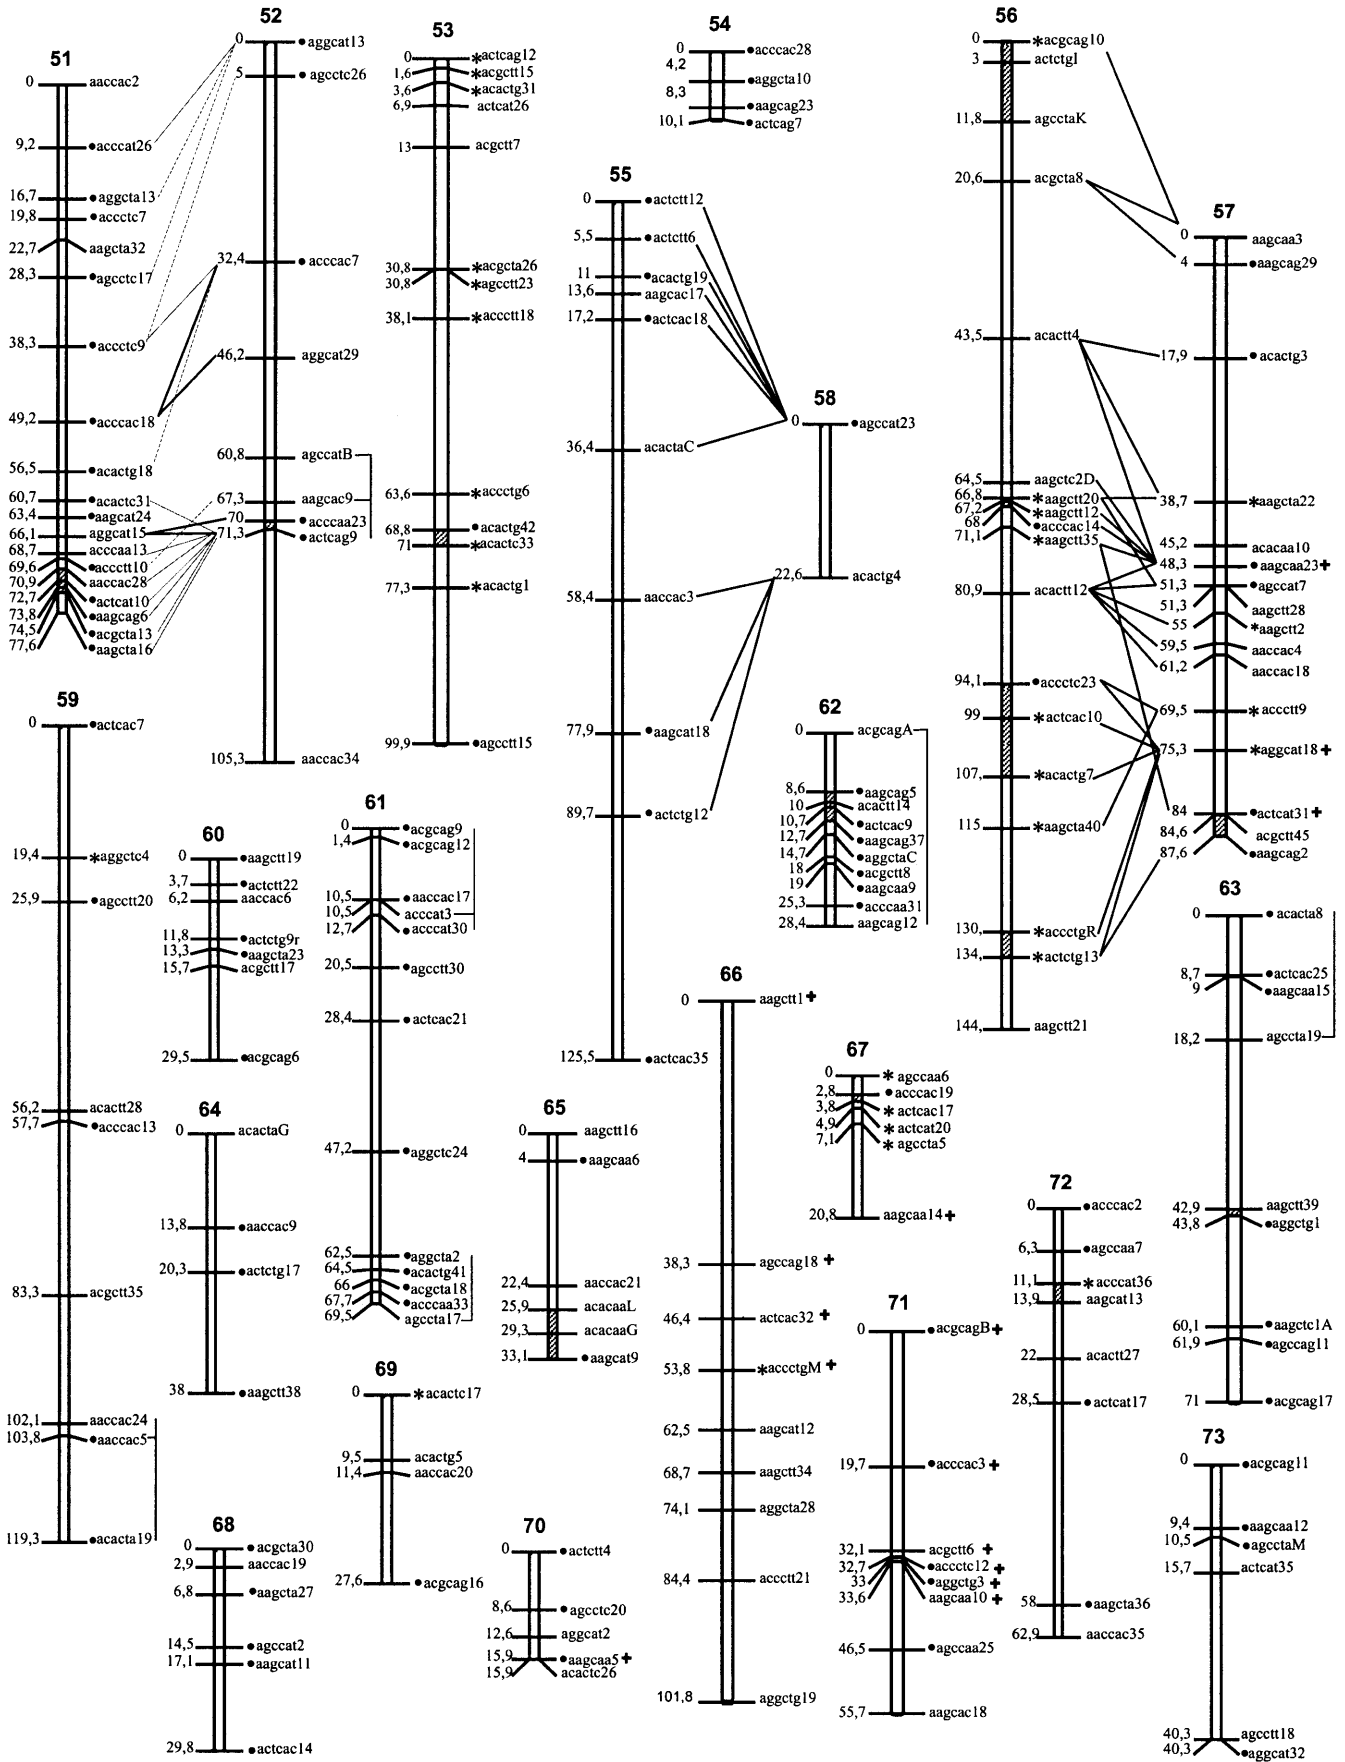 51
0 aaccac2
9,2 •acccat26
16,7 •aggcta13
19,8 •accctc7
22,7 aagcta32
28,3 •agcctc17
38,3 •accctc9
49,2 •acccac18
56,5 •acactg18
60,7 •acactc31
63,4 •aagcat24
66,1 aggcat15
68,7 acccaa13
69,6 •accctt10
70,9 aaccac28
72,7 •actcat10
73,8 •aagcag6
74,5 •acgcta13
77,6 •aagcta16
52
0 •aggcat13
5 •agcctc26
32,4 •acccac7
46,2 aggcat29
60,8 agccatB
67,3 aagcac9
70 •acccaa23
71,3 •actcag9
105,3 aaccac34
53
0 *actcag12
1,6 *acgctt15
3,6 *acactg31
6,9 actcat26
13 acgctt7
30,8 *acgcta26
30,8 *agcctt23
38,1 *accctt18
63,6 *accctg6
68,8 •acactg42
71 *acactc33
77,3 *acactg1
99,9 •agcctt15
54
0 •acccac28
4,2 •aggcta10
8,3 •aagcag23
10,1 •actcag7
55
0 •actctt12
5,5 •actctt6
11 •acactg19
13,6 aagcac17
17,2 •actcac18
36,4 acactaC
58,4 aaccac3
77,9 •aagcat18
89,7 •actctg12
125,5 •actcac35
56
0 *acgcag10
3 actctgI
11,8 agcctaK
20,6 acgcta8
43,5 acactt4
64,5 aagctc2D
66,8 *aagctt20
67,2 *aagctt12
68 •acccac14
71,1 *aagctt35
80,9 acactt12
94,1 •accctc23
99 *actcac10
107, *acactg7
115 *aagcta40
130, *accctgR
134, *actctg13
144, aagctt21
57
0 aagcaa3
4 •aagcag29
17,9 •acactg3
38,7 *aagcta22
45,2 acacaa10
48,3 •aagcaa23+
51,3 •agccat7
51,3 aagctt28
55 *aagctt2
59,5 aaccac4
61,2 aaccac18
69,5 *accctt9
75,3 *aggcat18+
84 •actcat31+
84,6 acgctt45
87,6 •aagcag2
58
0 •agccat23
22,6 acactg4
59
0 •actcac7
19,4 *aggctc4
25,9 •agcctt20
56,2 acactt28
57,7 •acccac13
83,3 acgctt35
102,1 aaccac24
103,8 •aaccac5
119,3 •acacta19
60
0 •aagctt19
3,7 •actctt22
6,2 aaccac6
11,8 •actctg9r
13,3 •aagcta23
15,7 acgctt17
29,5 •acgcag6
61
0 •acgcag9
1,4 •acgcag12
10,5 •aaccac17
10,5 acccat3
12,7 •acccat30
20,5 •agcctt30
28,4 •actcac21
47,2 •aggctc24
62,5 •aggcta2
64,5 •acactg41
66 •acgcta18
67,7 •acccaa33
69,5 agccta17
62
0 acgcagA
8,6 •aagcag5
10 acactt14
10,7 •actcac9
12,7 •aagcag37
14,7 •aggctaC
18 •acgctt8
19 •aagcaa9
25,3 •acccaa31
28,4 aagcag12
63
0 •acacta8
8,7 •actcac25
9 •aagcaa15
18,2 agccta19
42,9 aagctt39
43,8 •aggctg1
60,1 •aagctc1A
61,9 •agccag11
71 •acgcag17
64
0 acactaG
13,8 •aaccac9
20,3 •actctg17
38 •aagctt38
65
0 aagctt16
4 •aagcaa6
22,4 aaccac21
25,9 acacaaL
29,3 acacaaG
33,1 •aagcat9
66
0 aagctt1+
38,3 agccag18+
46,4 actcac32+
53,8 *accctgM+
62,5 aagcat12
68,7 aagctt34
74,1 aggcta28
84,4 accctt21
101,8 aggctg19
67
0 *agccaa6
2,8 •acccac19
3,8 *actcac17
4,9 *actcat20
7,1 *agccta5
20,8 aagcaa14+
68
0 •acgcta30
2,9 aaccac19
6,8 •aagcta27
14,5 •agccat2
17,1 •aagcat11
29,8 •actcac14
69
0 *acactc17
9,5 acactg5
11,4 aaccac20
27,6 •acgcag16
70
0 •actctt4
8,6 •agcctc20
12,6 aggcat2
15,9 •aagcaa5+
15,9 acactc26
71
0 •acgcagB+
19,7 •acccac3+
32,1 acgctt6+
32,7 •accctc12+
33 •aggctg3+
33,6 aagcaa10+
46,5 •agccaa25
55,7 aagcac18
72
0 •acccac2
6,3 •agccaa7
11,1 *acccat36
13,9 aagcat13
22 acactt27
28,5 •actcat17
58 •aagcta36
62,9 aaccac35
73
0 •acgcag11
9,4 •aagcaa12
10,5 •agcctaM
15,7 actcat35
40,3 agcctt18
40,3 •aggcat32